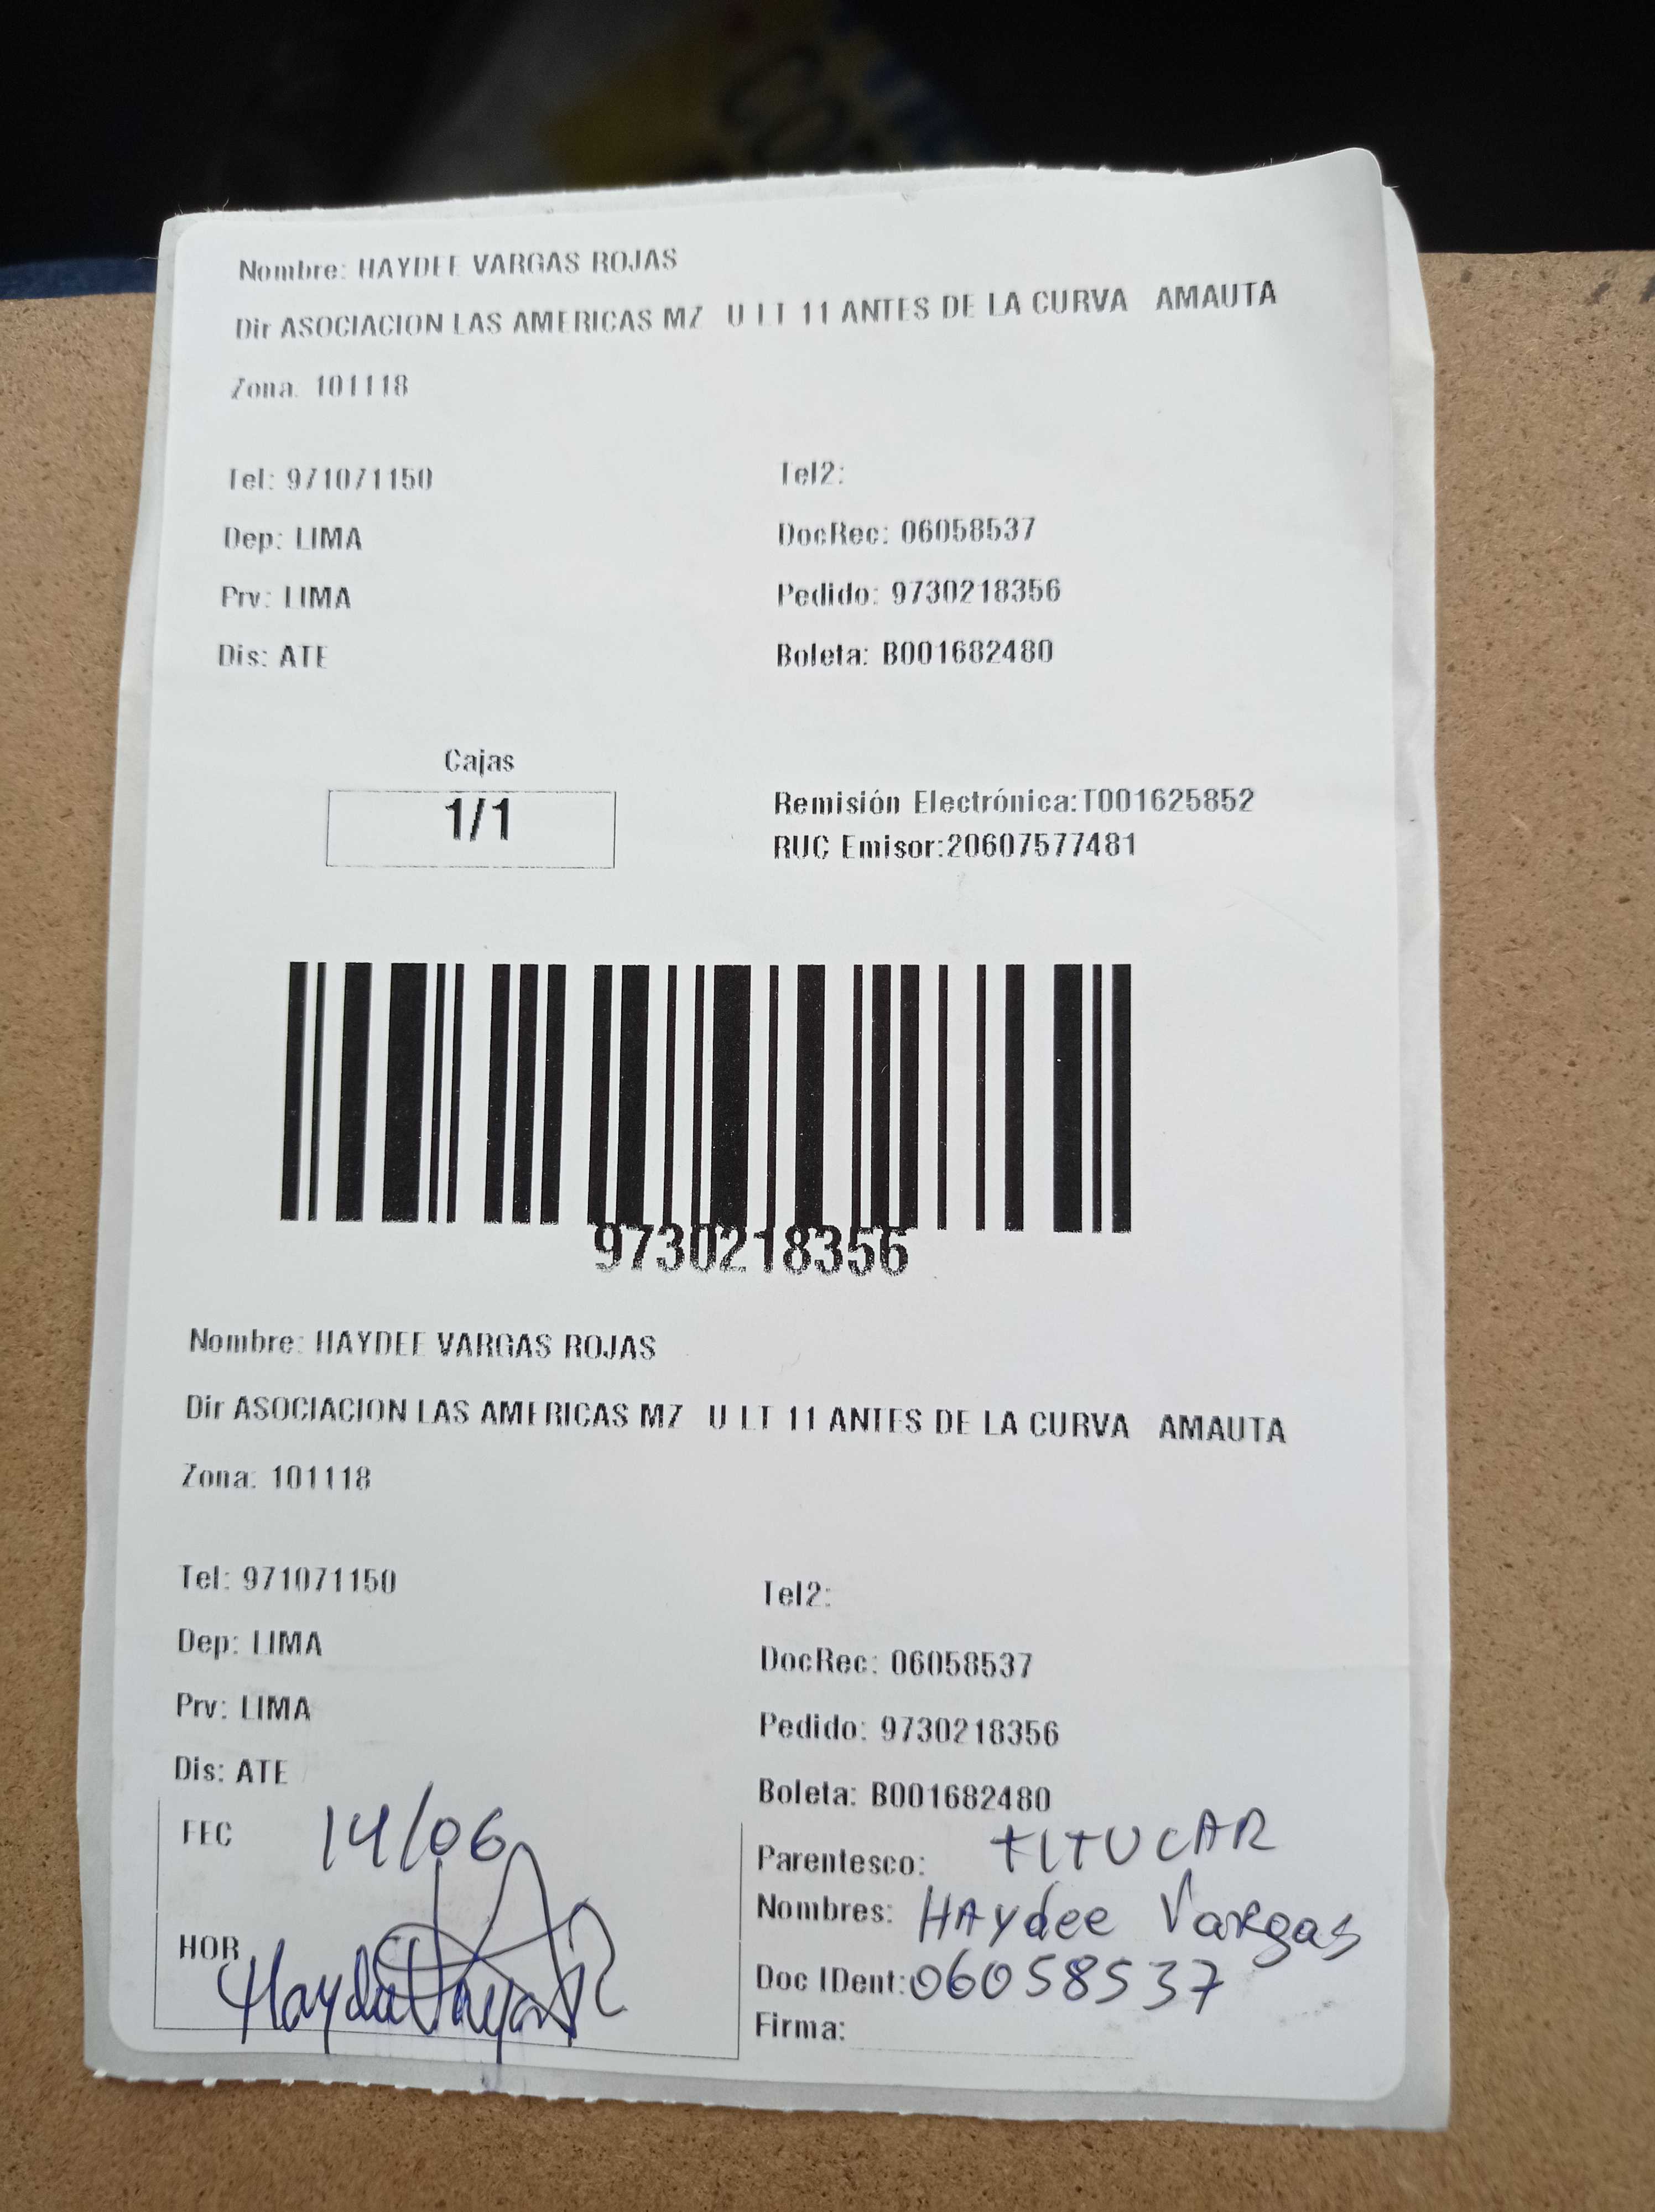 Nombre: HAYDEE VARGAS ROJAS
Dir ASOCIACION LAS AMERICAS MZ U LT 11 ANTES DE LA CURVA AMAUTA
Zona: 101118
Tel: 971071150
Tel2:
Dep: LIMA
DocRec: 06058537
Prv: LIMA
Pedido: 9730218356
Dis: ATE
Boleta: B001682480
Cajas
1/1
Remisión Electrónica:T001625852
RUC Emisor:20607577481
9730218356
Nombre: HAYDEE VARGAS ROJAS
Dir ASOCIACION LAS AMERICAS MZ U LT 11 ANTES DE LA CURVA AMAUTA
Zona: 101118
Tel: 971071150
Tel2:
Dep: LIMA
DocRec: 06058537
Prv: LIMA
Pedido: 9730218356
Dis: ATE
Boleta: B001682480
FEC 14/06
Parentesco: TITUCAR
Nombres: HAydee Vargas
HOR
Doc IDent: 06058537
Firma: